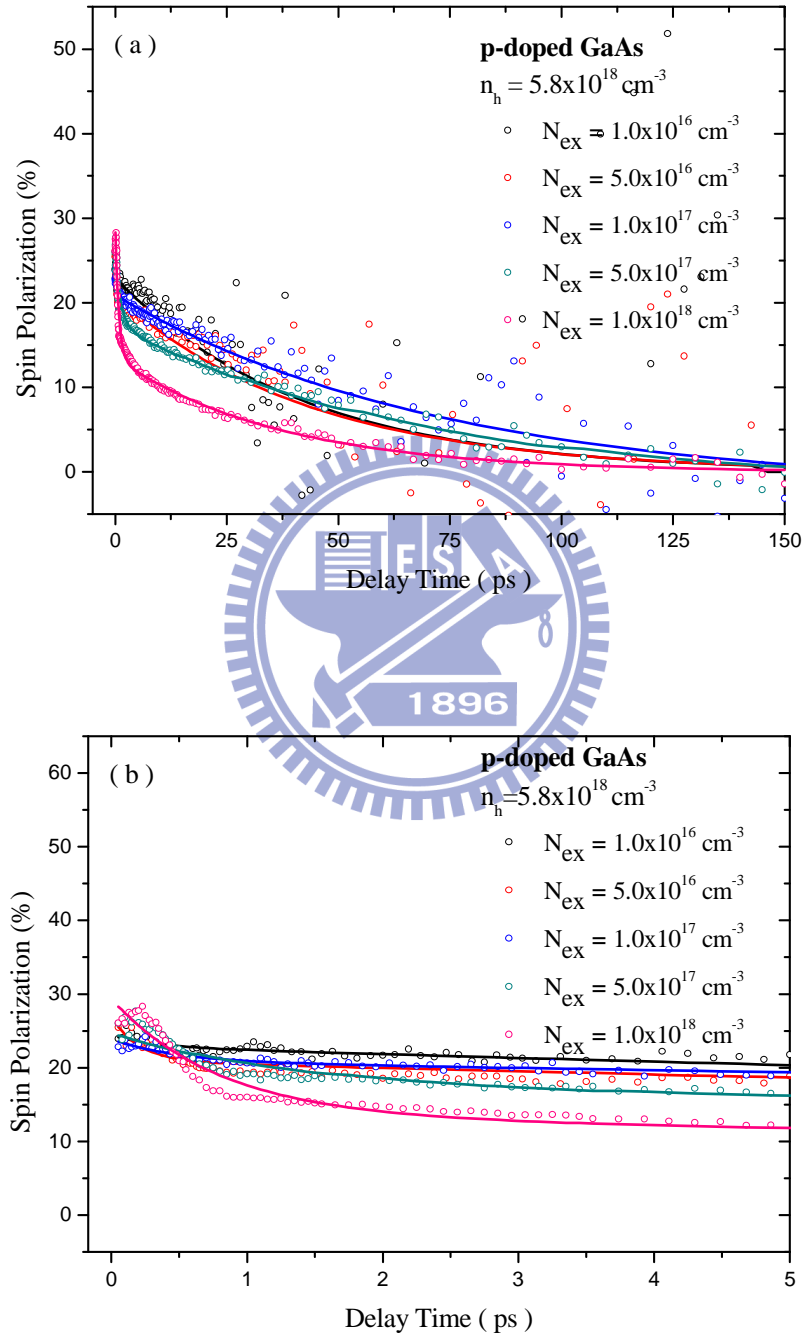 ( a )
p-doped GaAs
n_h = 5.8x10^18 cm^-3
N_ex = 1.0x10^16 cm^-3
N_ex = 5.0x10^16 cm^-3
N_ex = 1.0x10^17 cm^-3
N_ex = 5.0x10^17 cm^-3
N_ex = 1.0x10^18 cm^-3
Spin Polarization (%)
50
40
30
20
10
0
0 25 50 75 100 125 150
Delay Time ( ps )
E S A
1896
( b )
p-doped GaAs
n_h=5.8x10^18 cm^-3
N_ex = 1.0x10^16 cm^-3
N_ex = 5.0x10^16 cm^-3
N_ex = 1.0x10^17 cm^-3
N_ex = 5.0x10^17 cm^-3
N_ex = 1.0x10^18 cm^-3
Spin Polarization (%)
60
50
40
30
20
10
0
0 1 2 3 4 5
Delay Time ( ps )